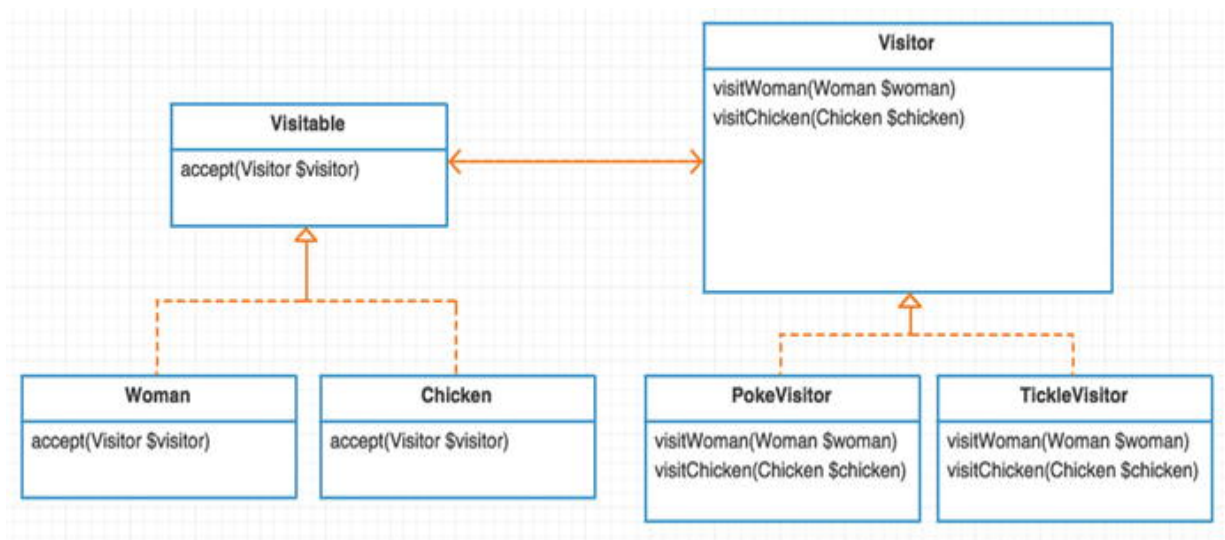 Visitor
visitWoman(Woman $woman)
visitChicken(Chicken $chicken)
Visitable
accept(Visitor $visitor)
Woman
accept(Visitor $visitor)
Chicken
accept(Visitor $visitor)
PokeVisitor
visitWoman(Woman $woman)
visitChicken(Chicken $chicken)
TickleVisitor
visitWoman(Woman $woman)
visitChicken(Chicken $chicken)